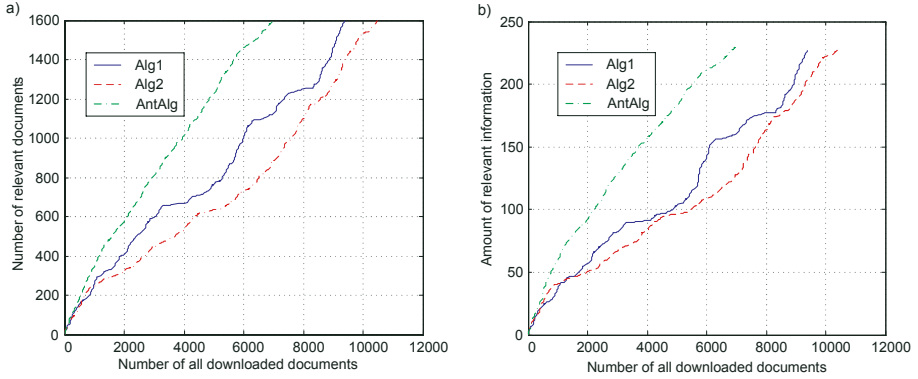 a)
1600
1400
1200
1000
800
600
400
200
0
Number of relevant documents
Alg1
Alg2
AntAlg
0 2000 4000 6000 8000 10000 12000
Number of all downloaded documents
b)
250
200
150
100
50
0
Amount of relevant information
Alg1
Alg2
AntAlg
0 2000 4000 6000 8000 10000 12000
Number of all downloaded documents